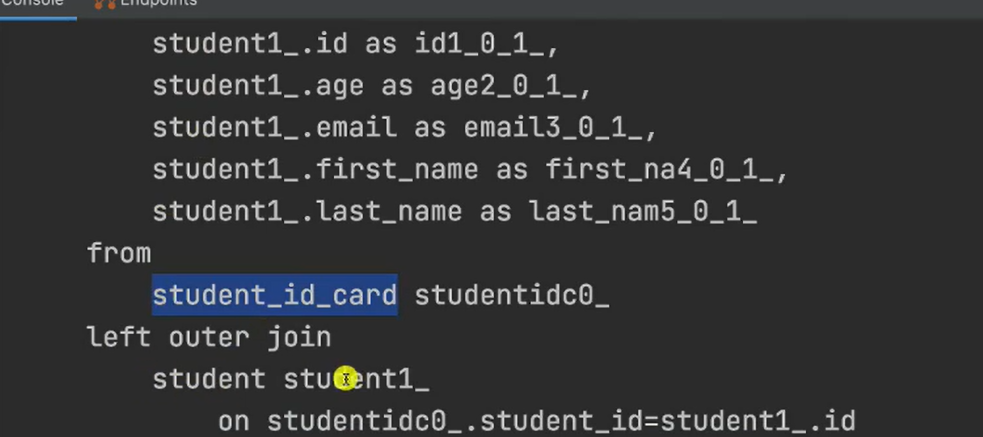 Console Endpoints
student1_.id as id1_0_1_,
student1_.age as age2_0_1_,
student1_.email as email3_0_1_,
student1_.first_name as first_na4_0_1_,
student1_.last_name as last_nam5_0_1_
from
student_id_card studentidc0_
left outer join
student student1_
on studentidc0_.student_id=student1_.id